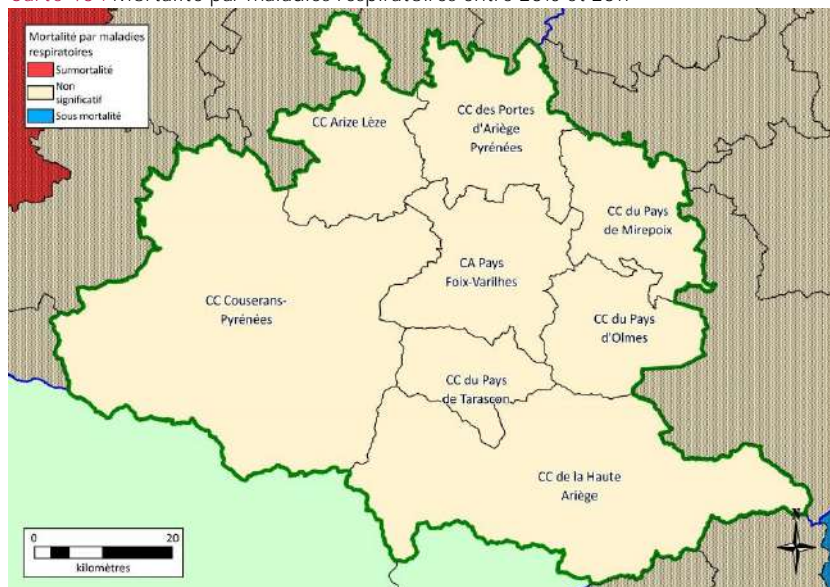 Mortalité par maladies
respiratoires
Surmortalité
Non
significatif
Sous mortalité
CC Arize Lèze
CC des Portes
d'Ariège
Pyrénées
CC du Pays
de Mirepoix
CA Pays
Foix-Varilhes
CC Couserans-
Pyrénées
CC du Pays
d'Olmes
CC du Pays
de Tarascon
CC de la Haute
Ariège
N
0 20
kilomètres